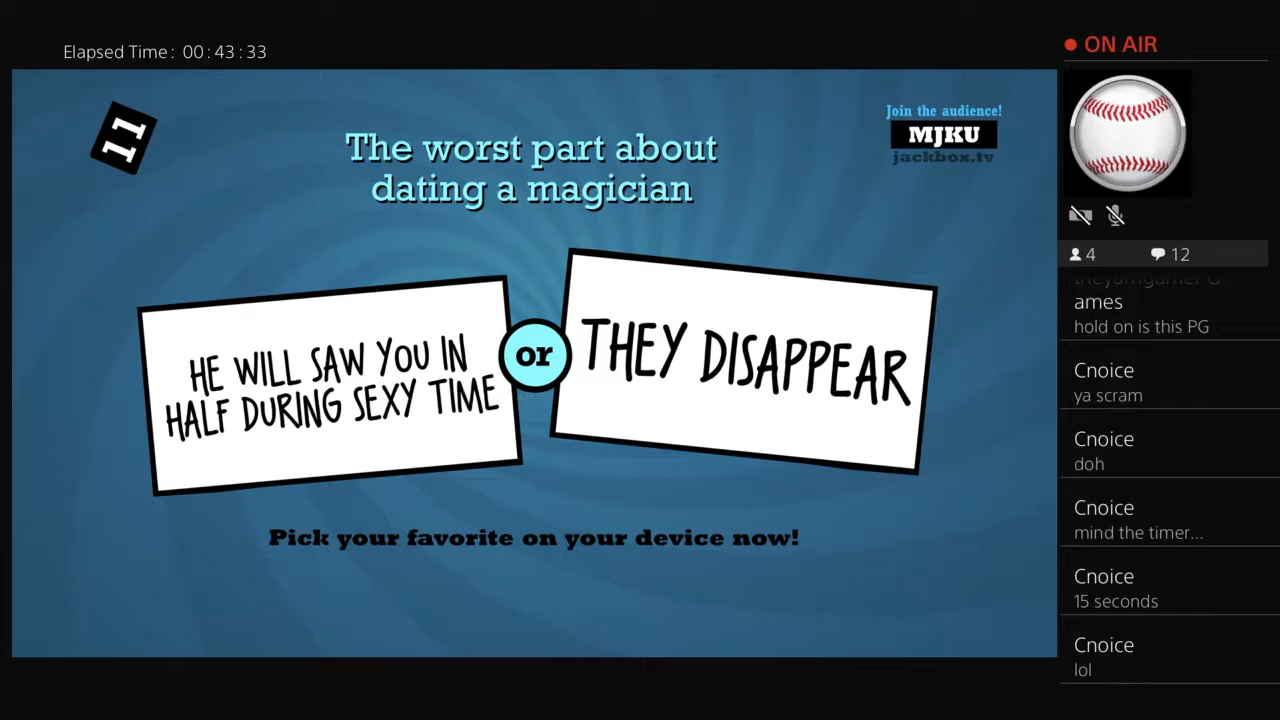 Elapsed Time: 00:43:33
ON AIR
11
The worst part about
dating a magician
Join the audience!
MJKU
jackbox.tv
HE WILL SAW YOU IN
HALF DURING SEXY TIME
or
THEY DISAPPEAR
Pick your favorite on your device now!
4 12
ames
hold on is this PG
Cnoice
ya scram
Cnoice
doh
Cnoice
mind the timer...
Cnoice
15 seconds
Cnoice
lol